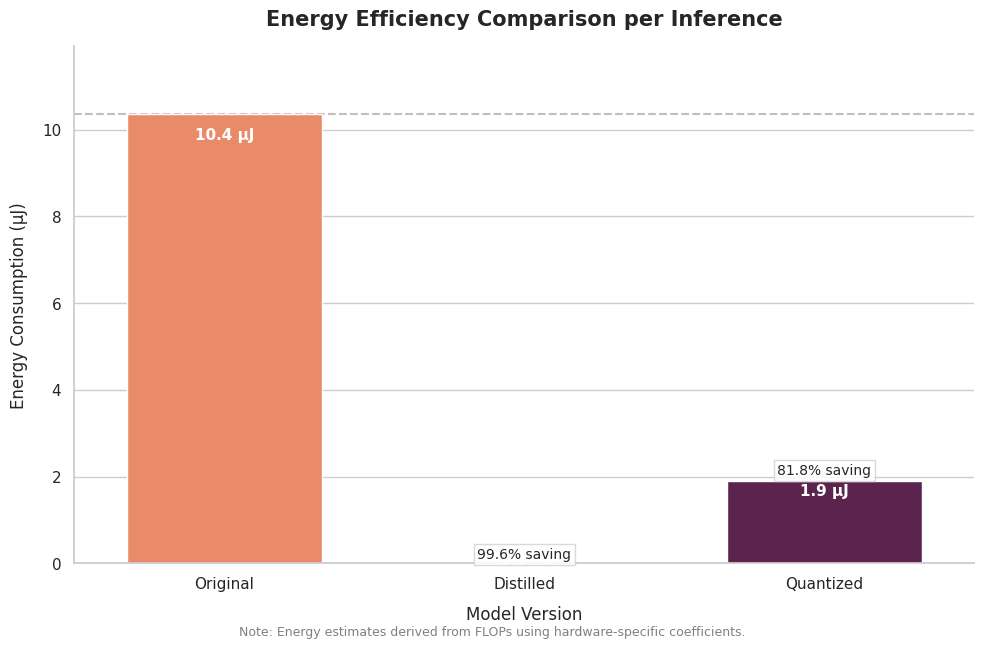 Energy Efficiency Comparison per Inference
Energy Consumption (µJ)
10
8
6
4
2
0
10.4 µJ
99.6% saving
81.8% saving
1.9 µJ
Original
Distilled
Quantized
Model Version
Note: Energy estimates derived from FLOPs using hardware-specific coefficients.